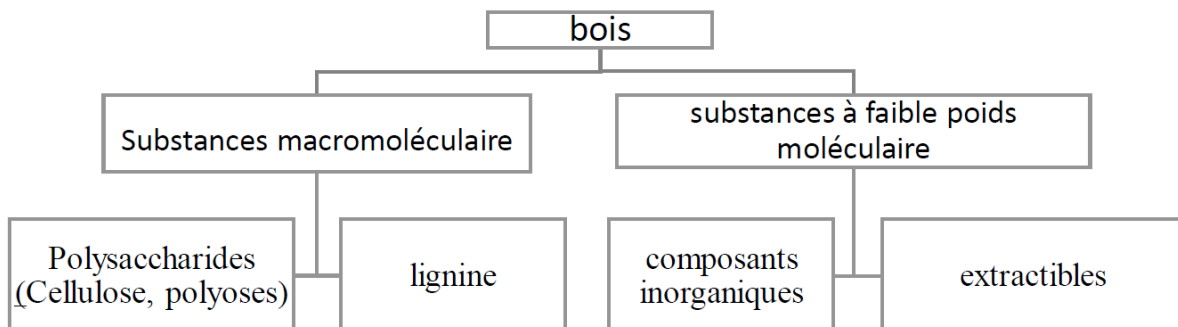 bois
Substances macromoléculaire
substances à faible poids
moléculaire
Polysaccharides
(Cellulose, polyoses)
lignine
composants
inorganiques
extractibles